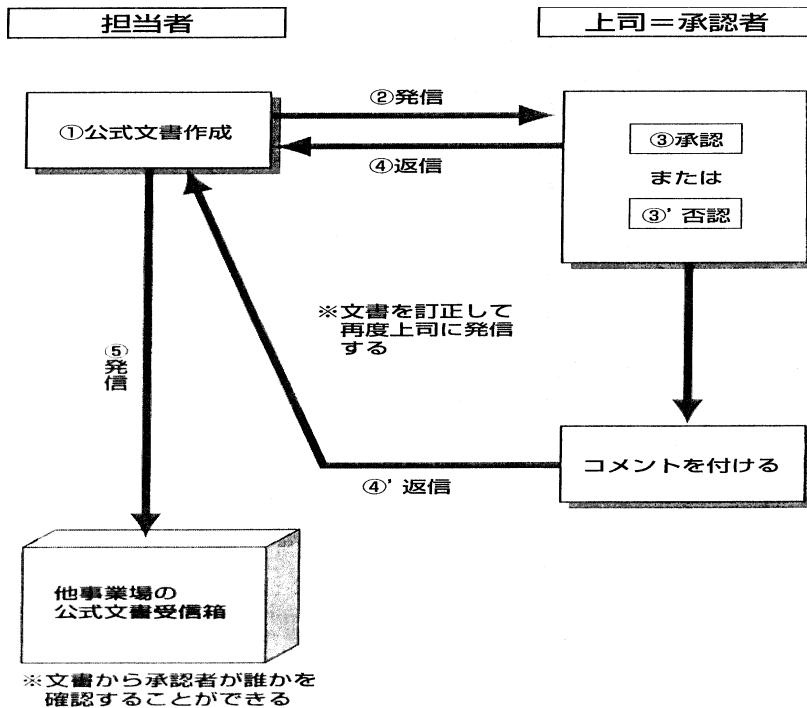 担当者
上司＝承認者
①公式文書作成
②発信
④返信
③承認
または
③' 否認
※文書を訂正して
再度上司に発信
する
⑤
発
信
コメントを付ける
④' 返信
他事業場の
公式文書受信箱
※文書から承認者が誰かを
確認することができる